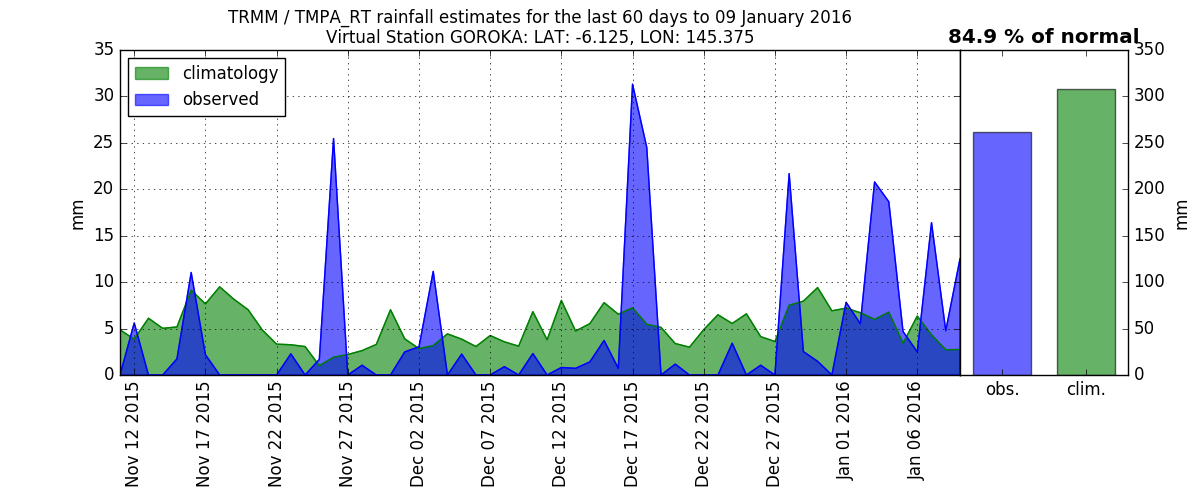 TRMM / TMPA_RT rainfall estimates for the last 60 days to 09 January 2016
Virtual Station GOROKA: LAT: -6.125, LON: 145.375
84.9 % of normal
climatology
observed
35
30
25
20
15
10
5
0
mm
Nov 12 2015
Nov 17 2015
Nov 22 2015
Nov 27 2015
Dec 02 2015
Dec 07 2015
Dec 12 2015
Dec 17 2015
Dec 22 2015
Dec 27 2015
Jan 01 2016
Jan 06 2016
350
300
250
200
150
100
50
0
mm
obs.
clim.